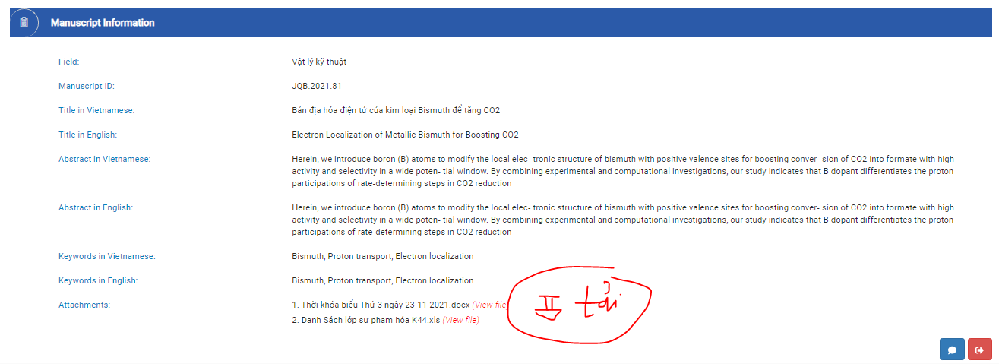 Manuscript Information
Field: Vật lý kỹ thuật
Manuscript ID: JQB.2021.81
Title in Vietnamese: Bản địa hóa điện tử của kim loại Bismuth để tăng CO2
Title in English: Electron Localization of Metallic Bismuth for Boosting CO2
Abstract in Vietnamese: Herein, we introduce boron (B) atoms to modify the local elec- tronic structure of bismuth with positive valence sites for boosting conver- sion of CO2 into formate with high
activity and selectivity in a wide poten- tial window. By combining experimental and computational investigations, our study indicates that B dopant differentiates the proton
participations of rate-determining steps in CO2 reduction
Abstract in English: Herein, we introduce boron (B) atoms to modify the local elec- tronic structure of bismuth with positive valence sites for boosting conver- sion of CO2 into formate with high
activity and selectivity in a wide poten- tial window. By combining experimental and computational investigations, our study indicates that B dopant differentiates the proton
participations of rate-determining steps in CO2 reduction
Keywords in Vietnamese: Bismuth, Proton transport, Electron localization
Keywords in English: Bismuth, Proton transport, Electron localization
Attachments: 1. Thời khóa biểu Thứ 3 ngày 23-11-2021.docx (View file
2. Danh Sách lớp sư phạm hóa K44.xls (View file)
tải